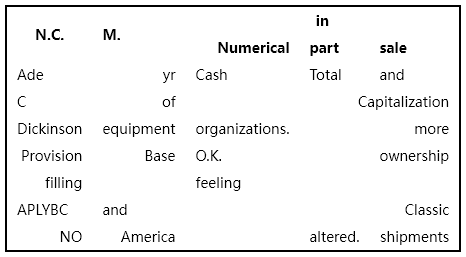 in
N.C. M.
Numerical part sale
Ade yr Cash Total and
C of Capitalization
Dickinson equipment organizations. more
Provision Base O.K. ownership
filling feeling
APLYBC and Classic
NO America altered. shipments